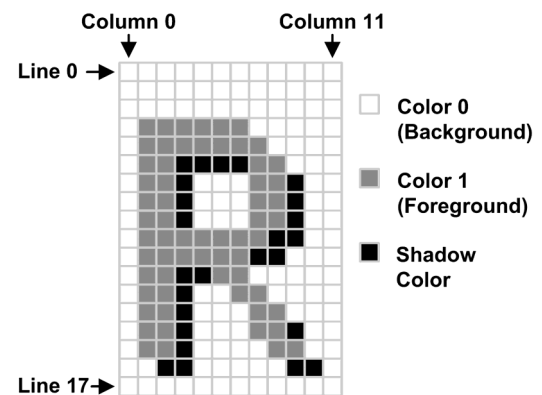 Column 0
Column 11
Line 0
Color 0
(Background)
Color 1
(Foreground)
Shadow
Color
Line 17